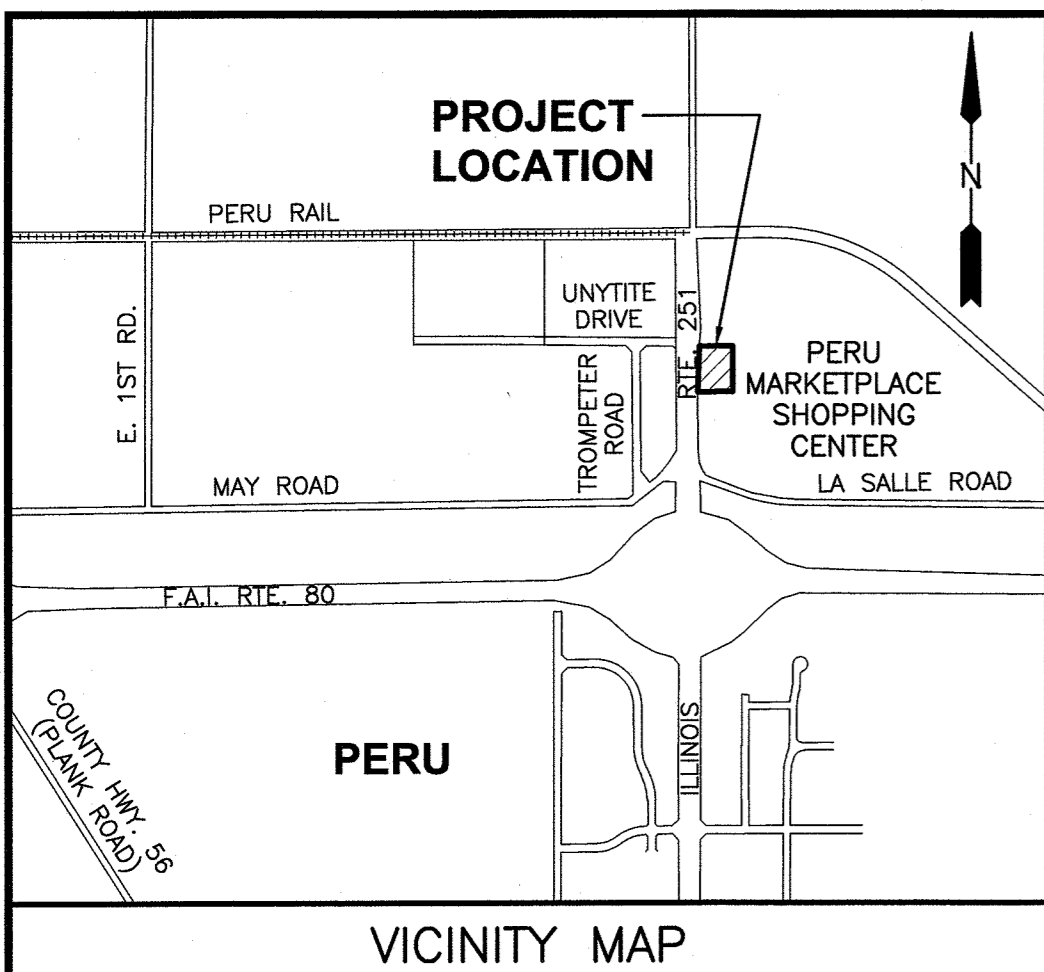 PROJECT
LOCATION
N
PERU RAIL
UNYTITE
DRIVE
RTE. 251
E. 1ST RD.
TROMPETER
ROAD
PERU
MARKETPLACE
SHOPPING
CENTER
MAY ROAD
LA SALLE ROAD
F.A.I. RTE. 80
COUNTY HWY. 56
(PLANK ROAD)
PERU
ILLINOIS
VICINITY MAP